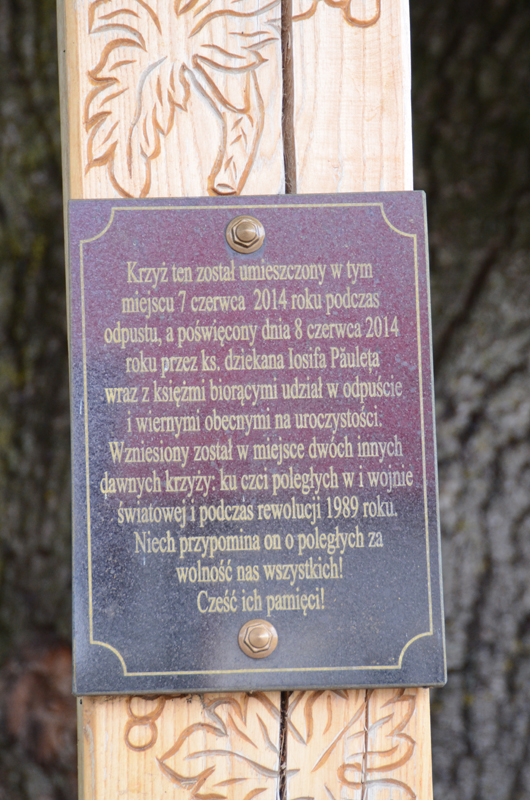 Krzyż ten został umieszczony w tym
miejscu 7 czerwca 2014 roku podczas
odpustu, a poświęcony dnia 8 czerwca 2014
roku przez ks. dziekana Iosifa Păuleța
wraz z księżmi biorącymi udział w odpuście
i wiernymi obecnymi na uroczystości.
Wzniesiony został w miejsce dwóch innych
dawnych krzyży: ku czci poległych w i wojnie
światowej i podczas rewolucji 1989 roku.
Niech przypomina on o poległych za
wolność nas wszystkich!
Cześć ich pamięci!